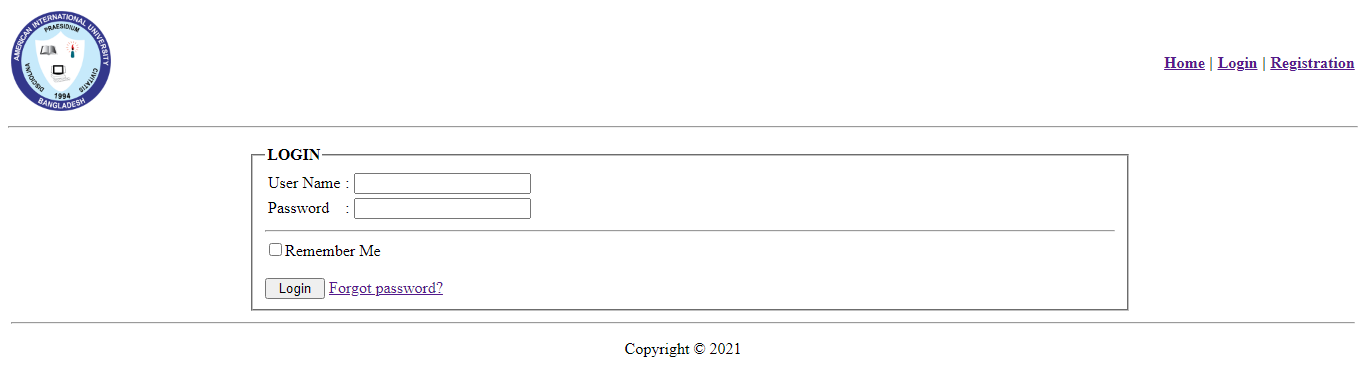 AMERICAN INTERNATIONAL UNIVERSITY
PRAESIDIUM
DISCIPLINA
CIVITATIS
1994
BANGLADESH
Home | Login | Registration
LOGIN
User Name :
Password :
Remember Me
Login Forgot password?
Copyright © 2021